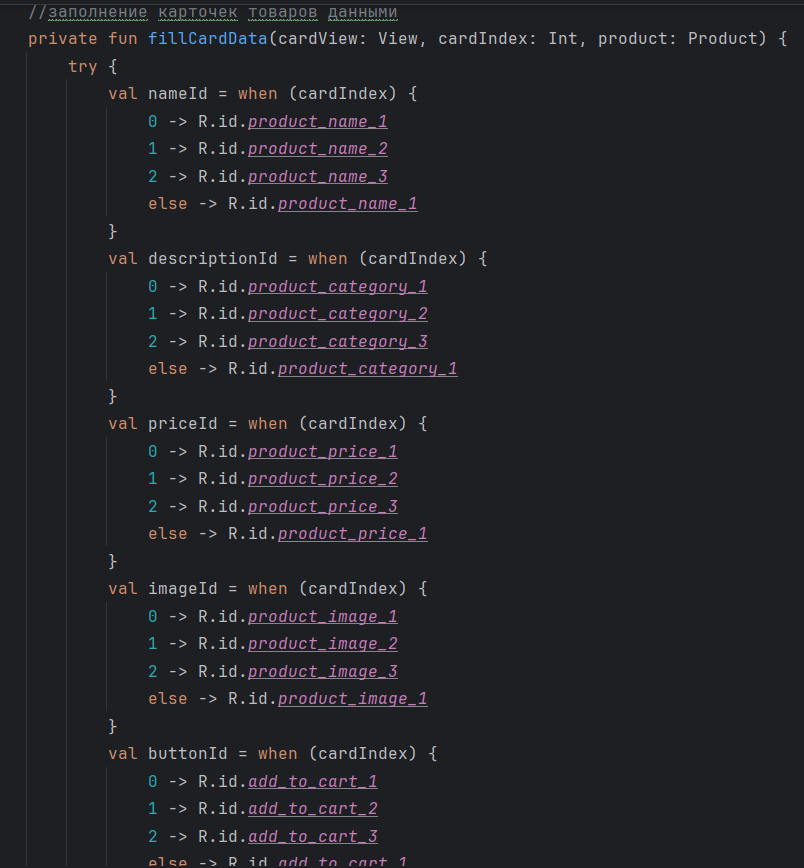 //заполнение карточек товаров данными
private fun fillCardData(cardView: View, cardIndex: Int, product: Product) {
    try {
        val nameId = when (cardIndex) {
            0 -> R.id.product_name_1
            1 -> R.id.product_name_2
            2 -> R.id.product_name_3
            else -> R.id.product_name_1
        }
        val descriptionId = when (cardIndex) {
            0 -> R.id.product_category_1
            1 -> R.id.product_category_2
            2 -> R.id.product_category_3
            else -> R.id.product_category_1
        }
        val priceId = when (cardIndex) {
            0 -> R.id.product_price_1
            1 -> R.id.product_price_2
            2 -> R.id.product_price_3
            else -> R.id.product_price_1
        }
        val imageId = when (cardIndex) {
            0 -> R.id.product_image_1
            1 -> R.id.product_image_2
            2 -> R.id.product_image_3
            else -> R.id.product_image_1
        }
        val buttonId = when (cardIndex) {
            0 -> R.id.add_to_cart_1
            1 -> R.id.add_to_cart_2
            2 -> R.id.add_to_cart_3
            else -> R.id.add_to_cart_1